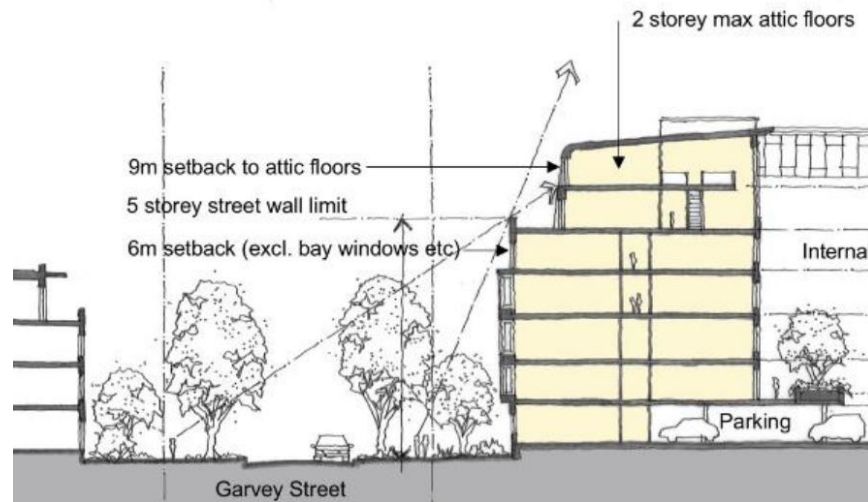 2 storey max attic floors
9m setback to attic floors
5 storey street wall limit
6m setback (excl. bay windows etc)
Interna
Parking
Garvey Street